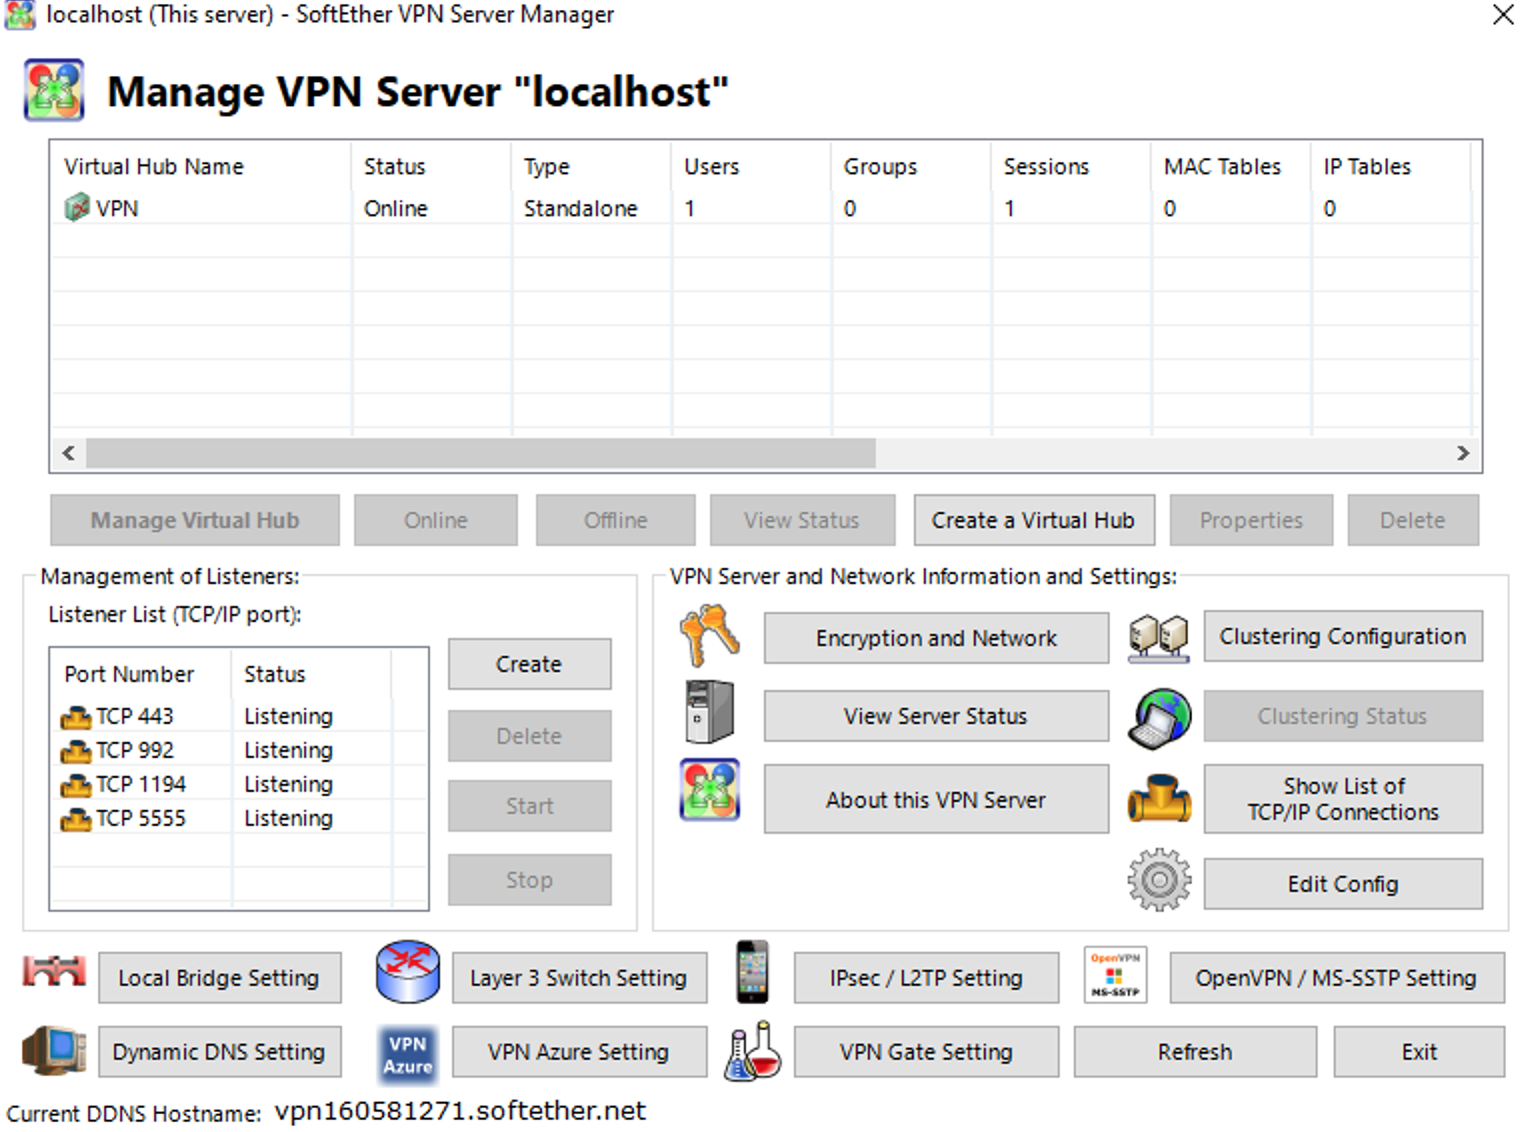 localhost (This server) - SoftEther VPN Server Manager
Manage VPN Server "localhost"
Virtual Hub Name Status Type Users Groups Sessions MAC Tables IP Tables
VPN Online Standalone 1 0 1 0 0
Manage Virtual Hub Online Offline View Status Create a Virtual Hub Properties Delete
Management of Listeners:
Listener List (TCP/IP port):
Port Number Status
TCP 443 Listening
TCP 992 Listening
TCP 1194 Listening
TCP 5555 Listening
Create
Delete
Start
Stop
VPN Server and Network Information and Settings:
Encryption and Network
Clustering Configuration
View Server Status
Clustering Status
About this VPN Server
Show List of
TCP/IP Connections
Edit Config
Local Bridge Setting
Layer 3 Switch Setting
IPsec / L2TP Setting
OpenVPN
MS-SSTP
OpenVPN / MS-SSTP Setting
Dynamic DNS Setting
VPN
Azure
VPN Azure Setting
VPN Gate Setting
Refresh
Exit
Current DDNS Hostname: vpn160581271.softether.net